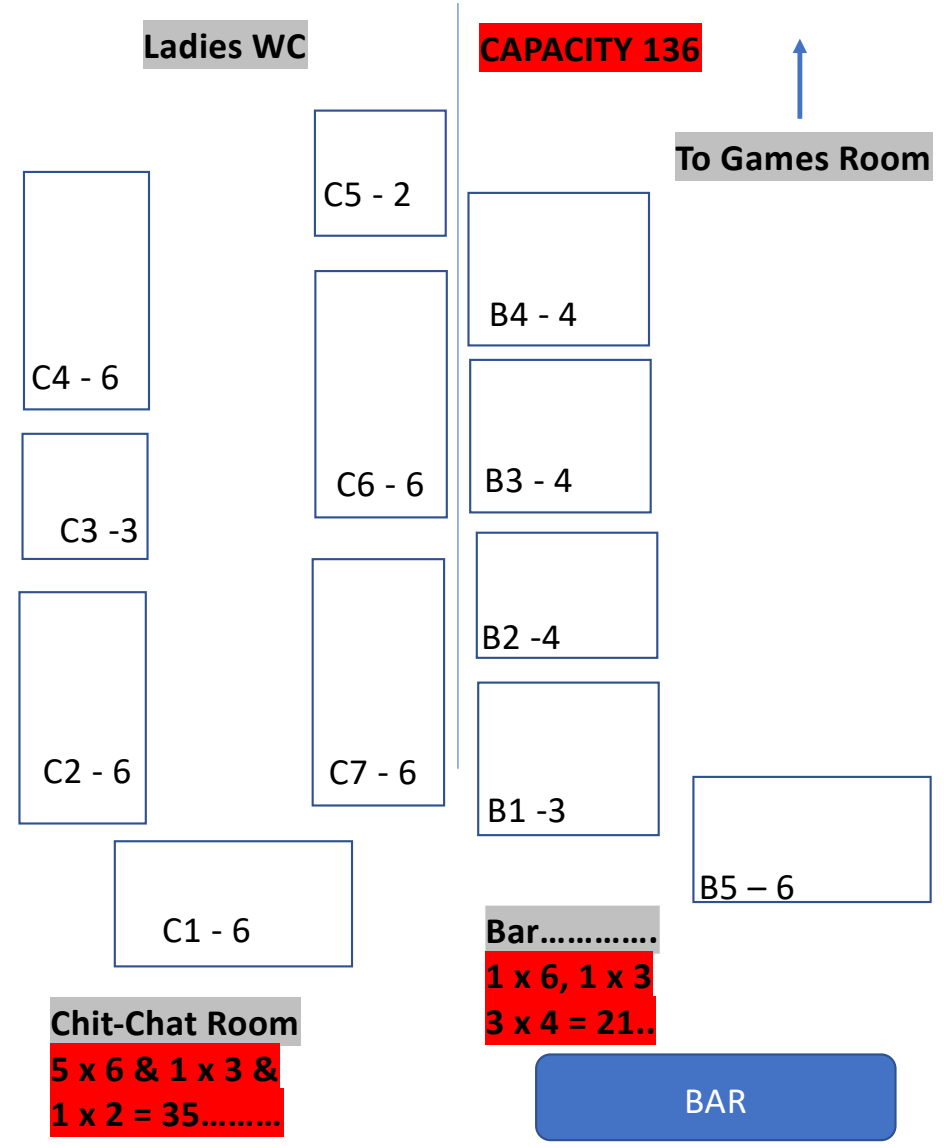 Ladies WC
CAPACITY 136
To Games Room
C5 - 2
B4 - 4
C4 - 6
C6 - 6
B3 - 4
C3 -3
B2 -4
C2 - 6
C7 - 6
B1 -3
B5 – 6
C1 - 6
Bar………….
1 x 6, 1 x 3
3 x 4 = 21..
Chit-Chat Room
5 x 6 & 1 x 3 &
1 x 2 = 35………
BAR